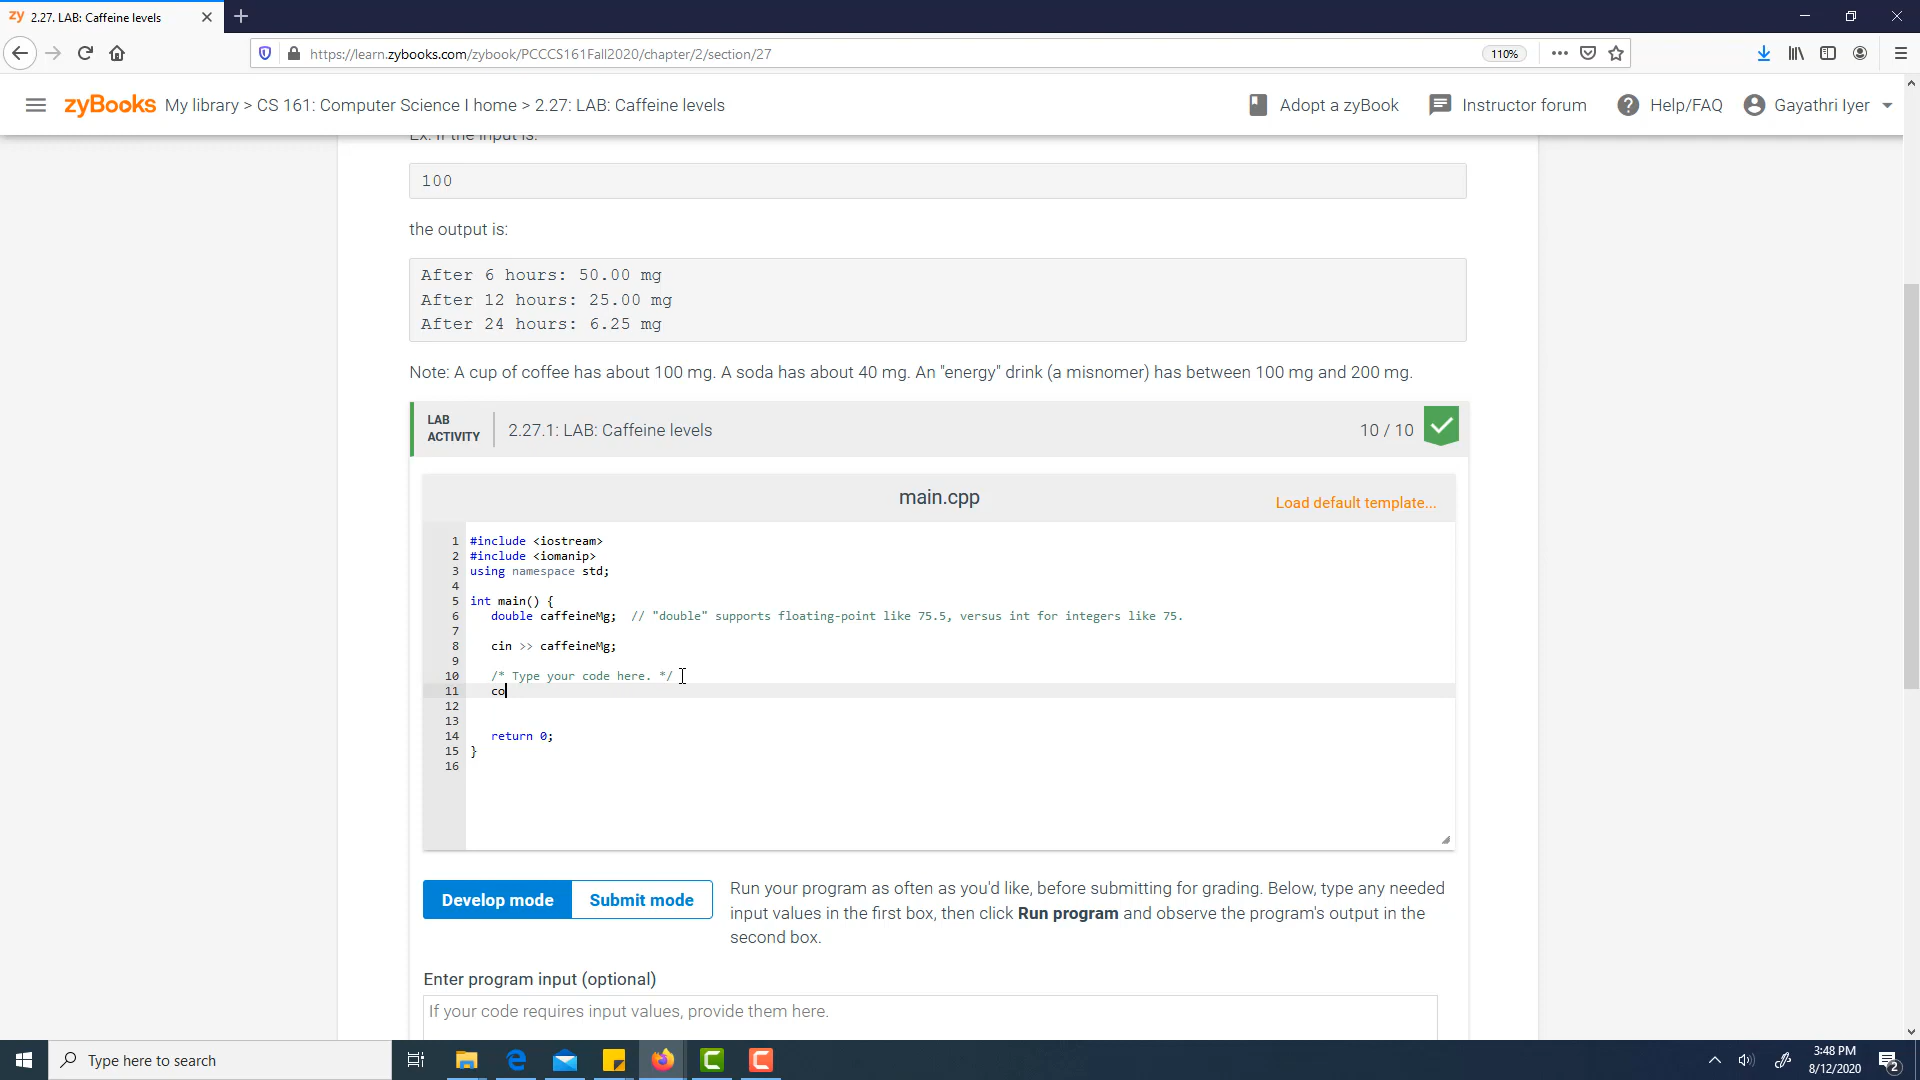 zy 2.27. LAB: Caffeine levels
https://learn.zybooks.com/zybook/PCCCS161Fall2020/chapter/2/section/27
110%
zyBooks My library > CS 161: Computer Science I home > 2.27: LAB: Caffeine levels
Adopt a zyBook
Instructor forum
Help/FAQ
Gayathri Iyer
Ex: If the input is:
100
the output is:
After 6 hours: 50.00 mg
After 12 hours: 25.00 mg
After 24 hours: 6.25 mg
Note: A cup of coffee has about 100 mg. A soda has about 40 mg. An "energy" drink (a misnomer) has between 100 mg and 200 mg.
LAB
ACTIVITY
2.27.1: LAB: Caffeine levels
10 / 10
main.cpp
Load default template...
1 #include <iostream>
2 #include <iomanip>
3 using namespace std;
4
5 int main() {
6 double caffeineMg; // "double" supports floating-point like 75.5, versus int for integers like 75.
7
8 cin >> caffeineMg;
9
10 /* Type your code here. */
11 co
12
13
14 return 0;
15 }
16
Develop mode
Submit mode
Run your program as often as you'd like, before submitting for grading. Below, type any needed
input values in the first box, then click Run program and observe the program's output in the
second box.
Enter program input (optional)
If your code requires input values, provide them here.
Type here to search
3:48 PM
8/12/2020
2